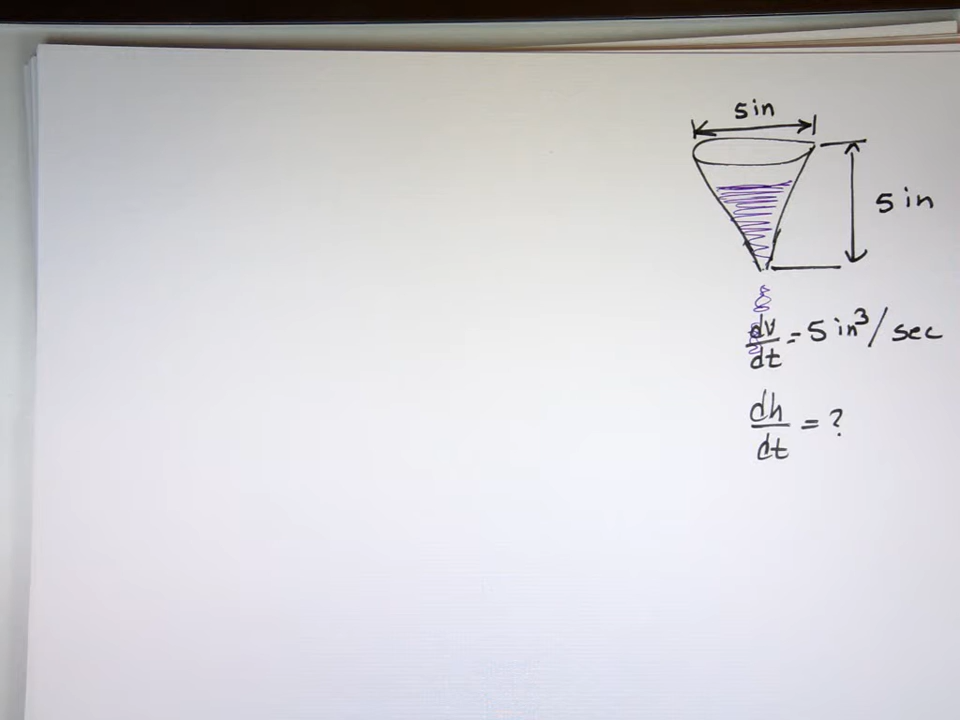 5in
5 in
dv/dt = 5 in³/sec
dh/dt = ?